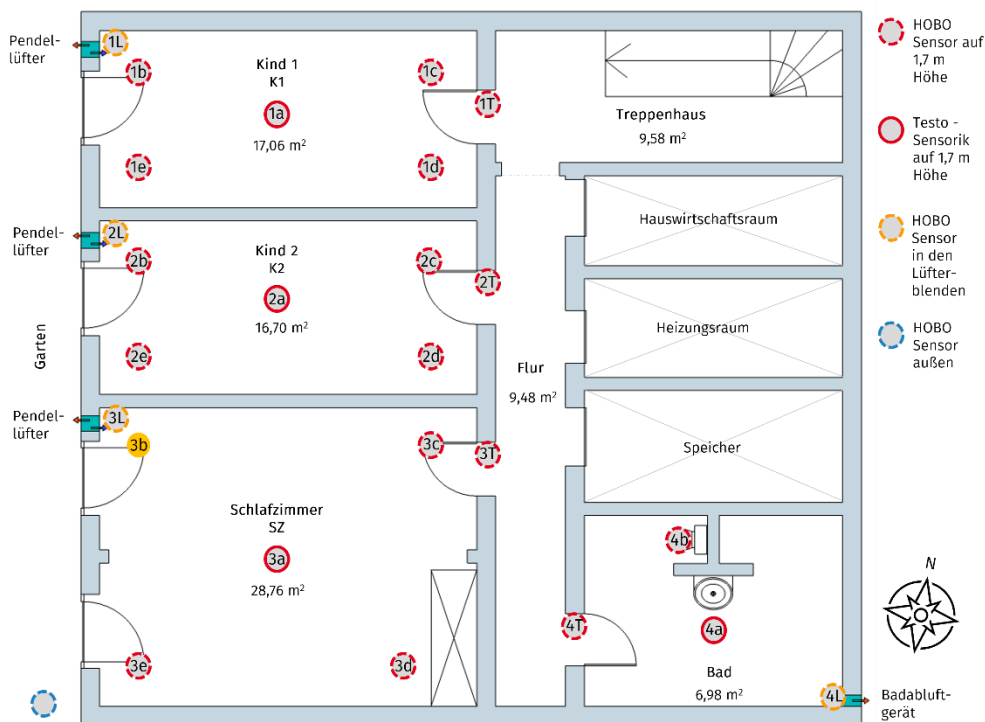 Pendel-
lüfter
1L
1b
Kind 1
K1
1a
17,06 m²
1c
1T
1e
1d
Treppenhaus
9,58 m²
Pendel-
lüfter
2L
2b
Kind 2
K2
2a
16,70 m²
2c
2T
2e
2d
Garten
Hauswirtschaftsraum
Heizungsraum
Speicher
Flur
9,48 m²
Pendel-
lüfter
3L
3b
3c
3T
Schlafzimmer
SZ
3a
28,76 m²
3e
3d
4b
4T
4a
Bad
6,98 m²
4L
Badabluft-
gerät
HOBO
Sensor auf
1,7 m
Höhe
Testo -
Sensorik
auf 1,7 m
Höhe
HOBO
Sensor
in den
Lüfter-
blenden
HOBO
Sensor
außen
N